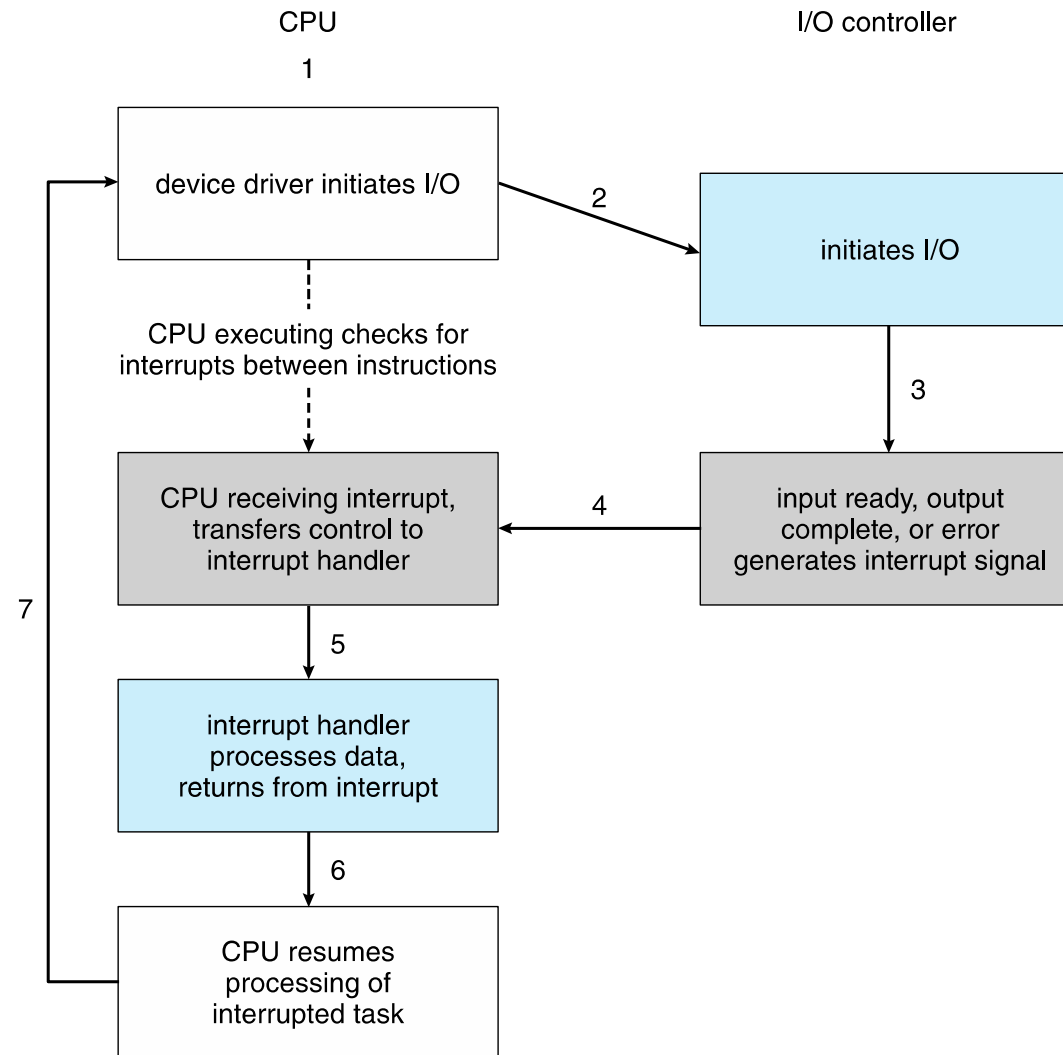 CPU
I/O controller
1
device driver initiates I/O
2
initiates I/O
CPU executing checks for
interrupts between instructions
3
CPU receiving interrupt,
transfers control to
interrupt handler
4
input ready, output
complete, or error
generates interrupt signal
7
5
interrupt handler
processes data,
returns from interrupt
6
CPU resumes
processing of
interrupted task